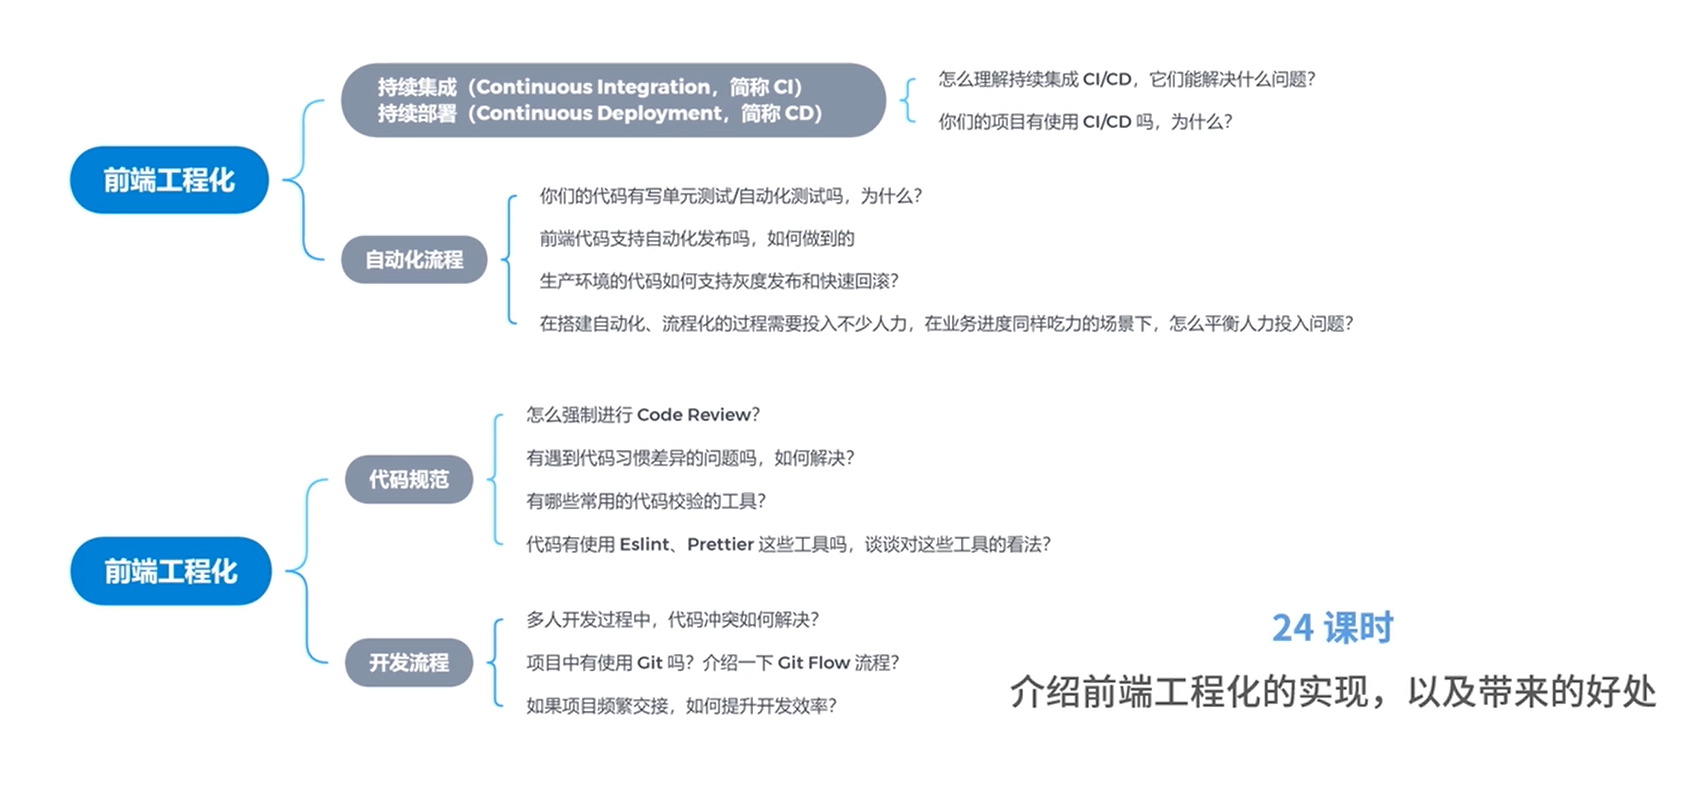 前端工程化
持续集成（Continuous Integration，简称 CI）
持续部署（Continuous Deployment，简称 CD）
怎么理解持续集成 CI/CD，它们能解决什么问题？
你们的项目有使用 CI/CD 吗，为什么？
自动化流程
你们的代码有写单元测试/自动化测试吗，为什么？
前端代码支持自动化发布吗，如何做到的
生产环境的代码如何支持灰度发布和快速回滚？
在搭建自动化、流程化的过程需要投入不少人力，在业务进度同样吃力的场景下，怎么平衡人力投入问题？
前端工程化
代码规范
怎么强制进行 Code Review？
有遇到代码习惯差异的问题吗，如何解决？
有哪些常用的代码校验的工具？
代码有使用 Eslint、Prettier 这些工具吗，谈谈对这些工具的看法？
开发流程
多人开发过程中，代码冲突如何解决？
项目中有使用 Git 吗？介绍一下 Git Flow 流程？
如果项目频繁交接，如何提升开发效率？
24 课时
介绍前端工程化的实现，以及带来的好处